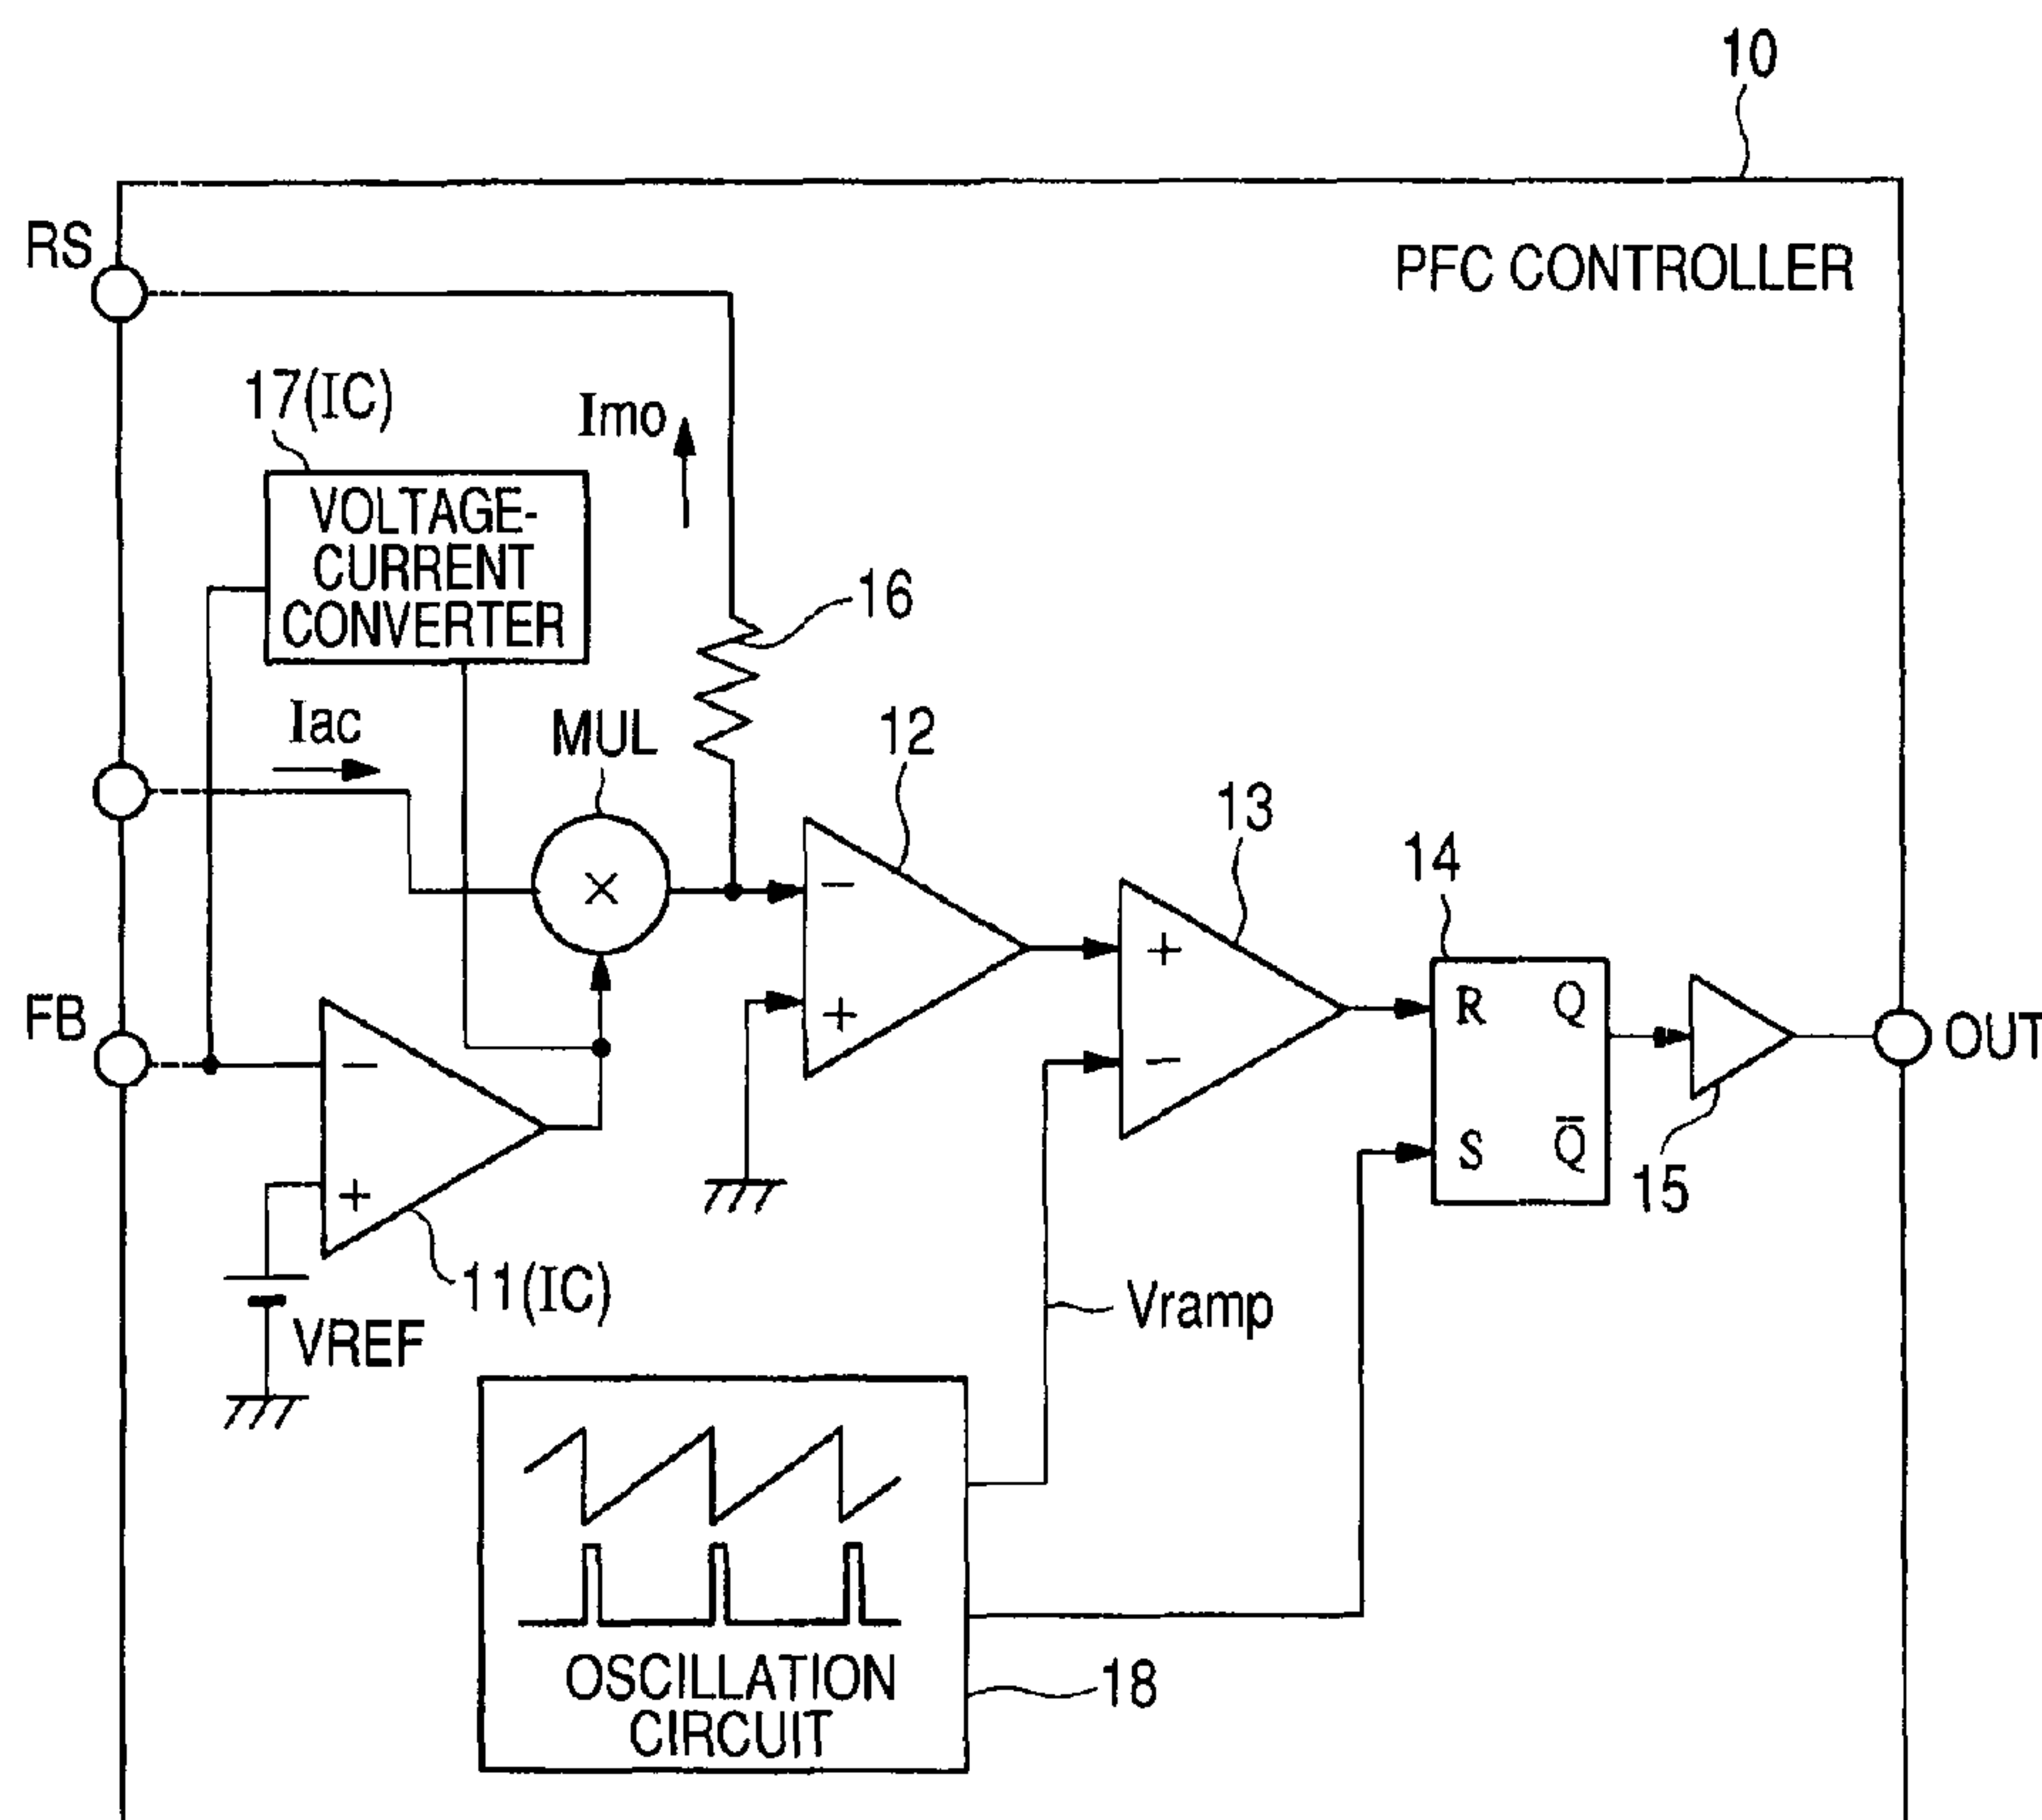 10
RS
PFC CONTROLLER
17(IC)
Imo
VOLTAGE-
CURRENT
CONVERTER
16
Iac
MUL
12
×
13
14
−
+
FB
−
+
−
+
R
Q
S
Q̅
OUT
15
11(IC)
VREF
Vramp
OSCILLATION
CIRCUIT
18